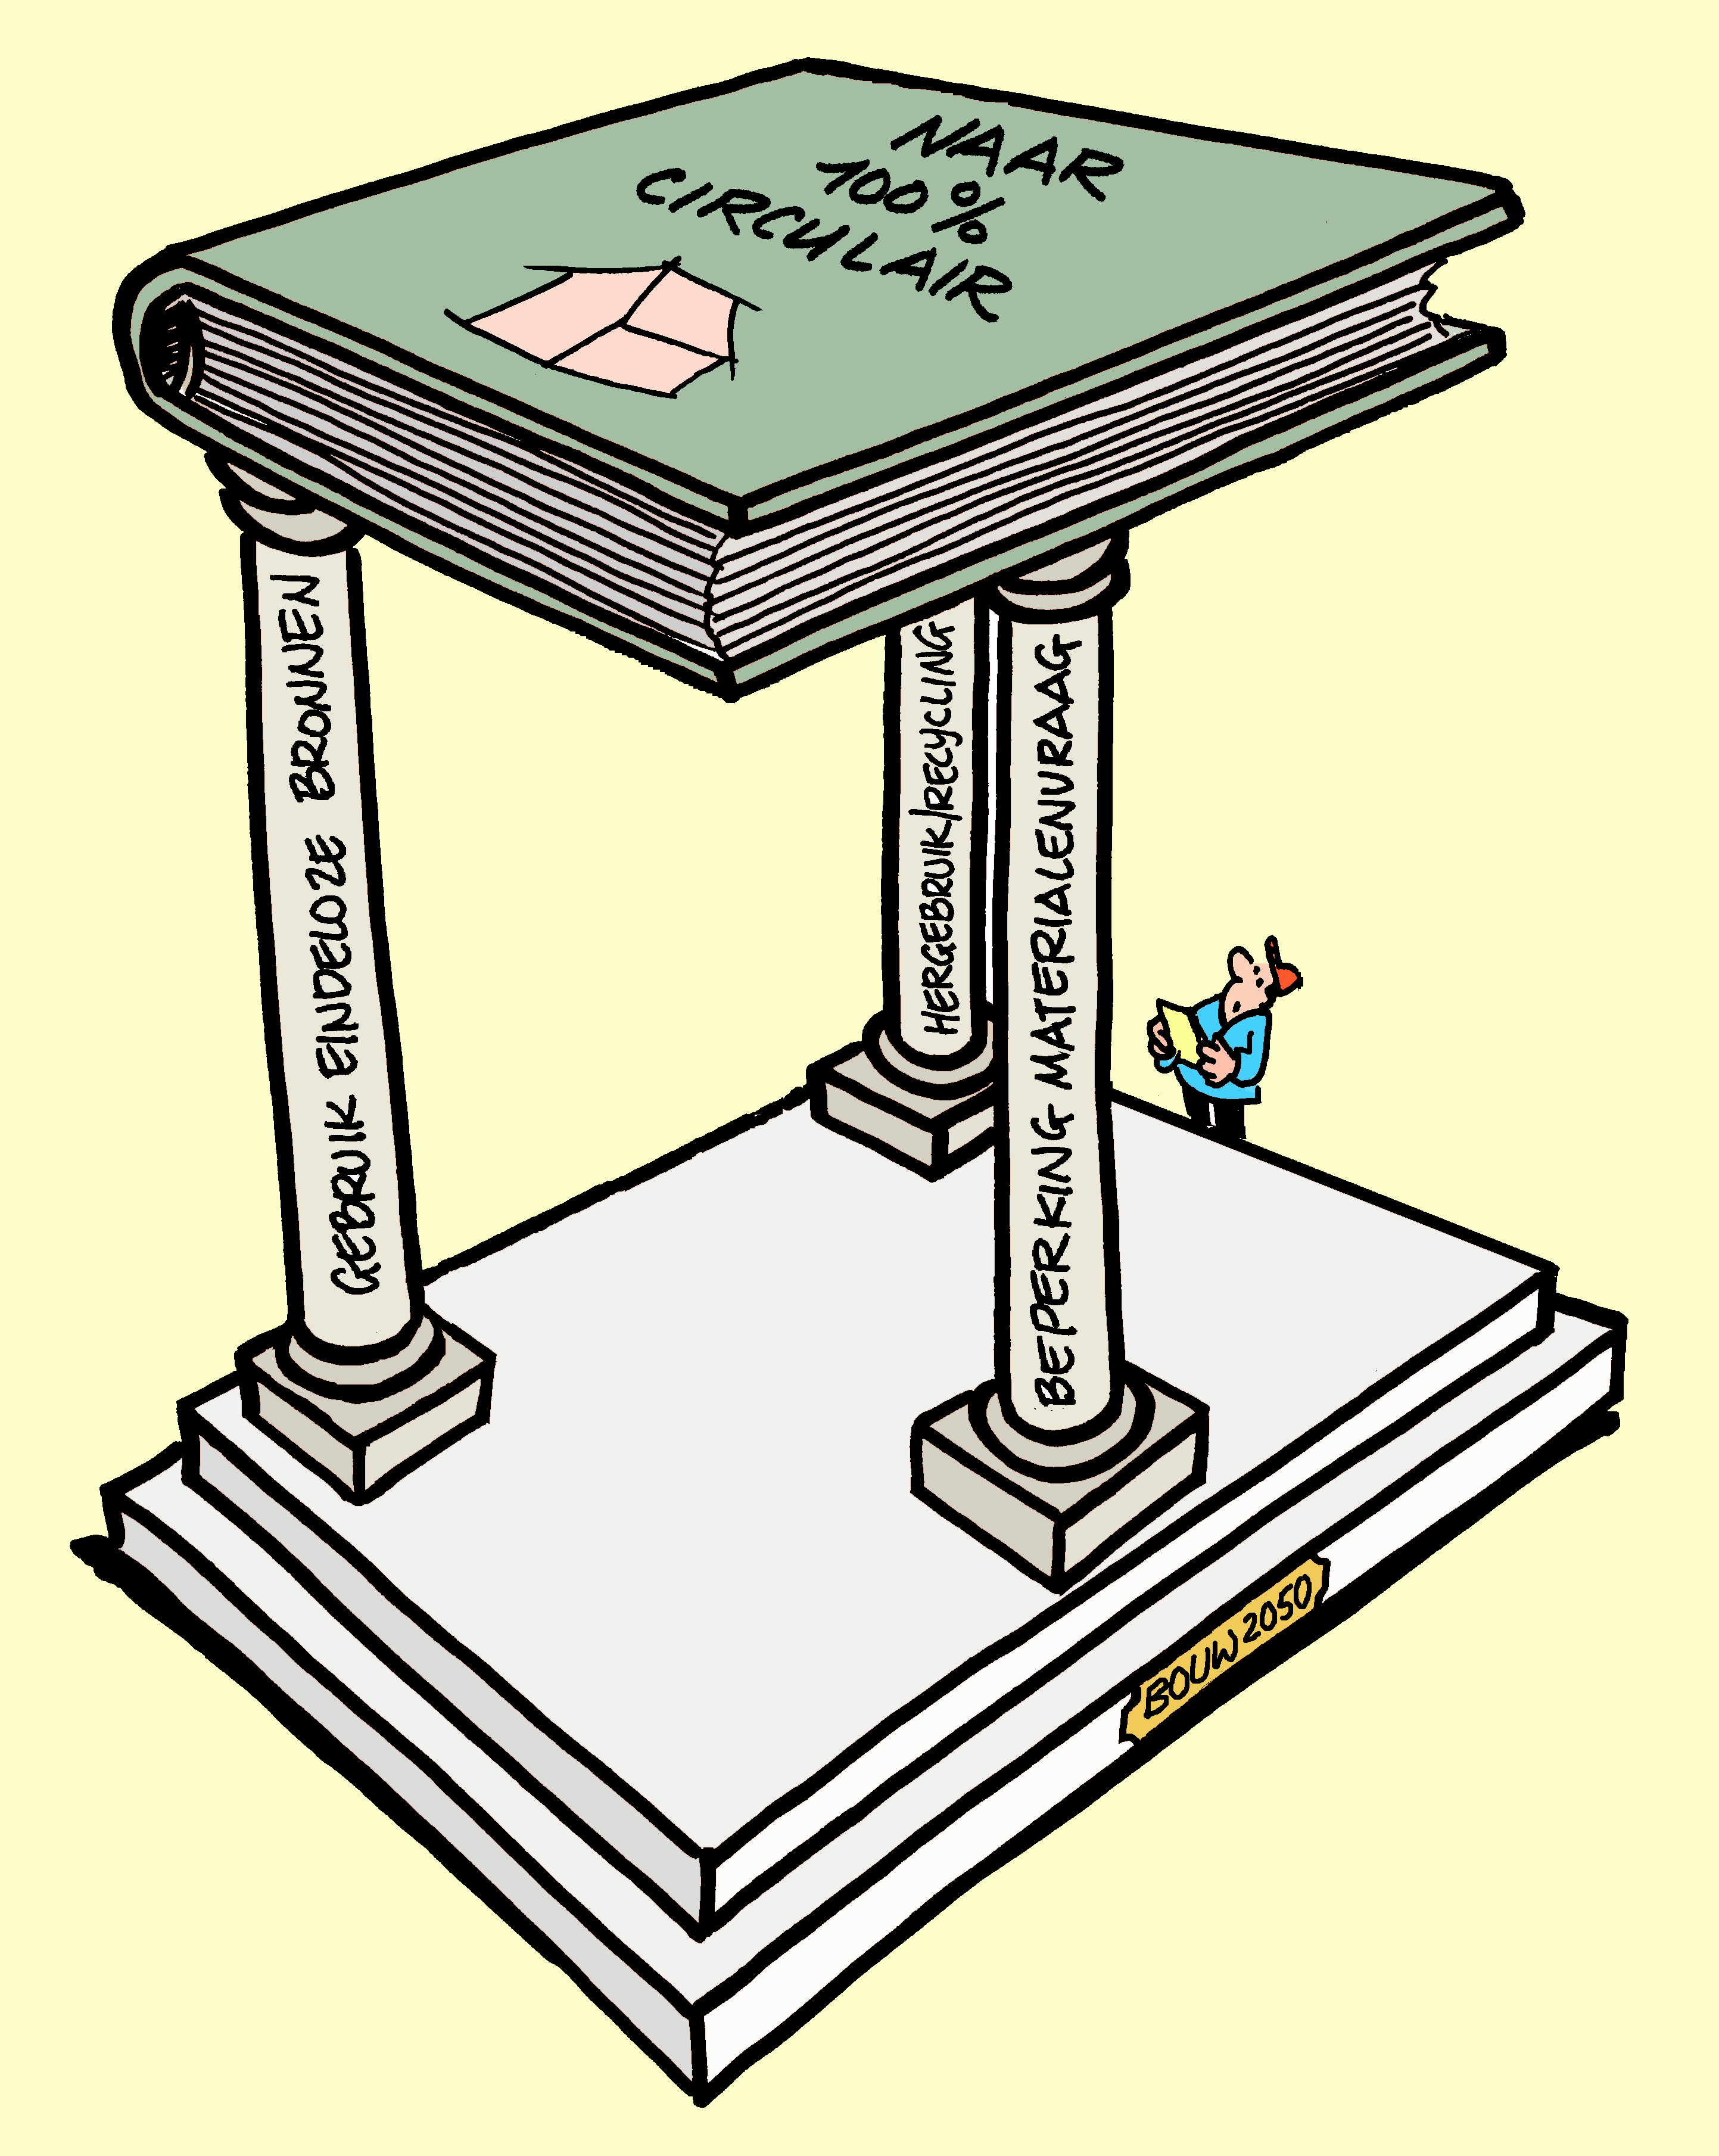 NAAR
100%
CIRCULAIR
GEBRUIK EINDELOZE BRONNEN
HERGEBRUIK/RECYCLING
BEPERKING MATERIALENVRAAG
BOUW 2050